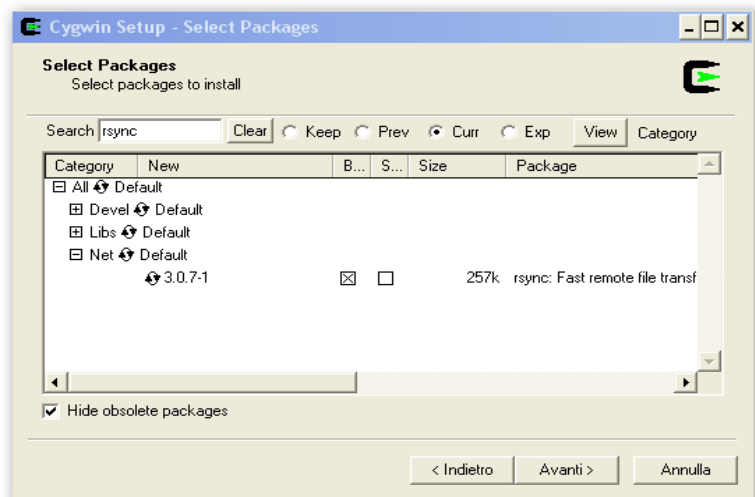 Cygwin Setup - Select Packages
Select Packages
Select packages to install
Search rsync Clear Keep Prev Curr Exp View Category
Category New B... S... Size Package
All Default
Devel Default
Libs Default
Net Default
3.0.7-1 257k rsync: Fast remote file transf
Hide obsolete packages
< Indietro Avanti > Annulla